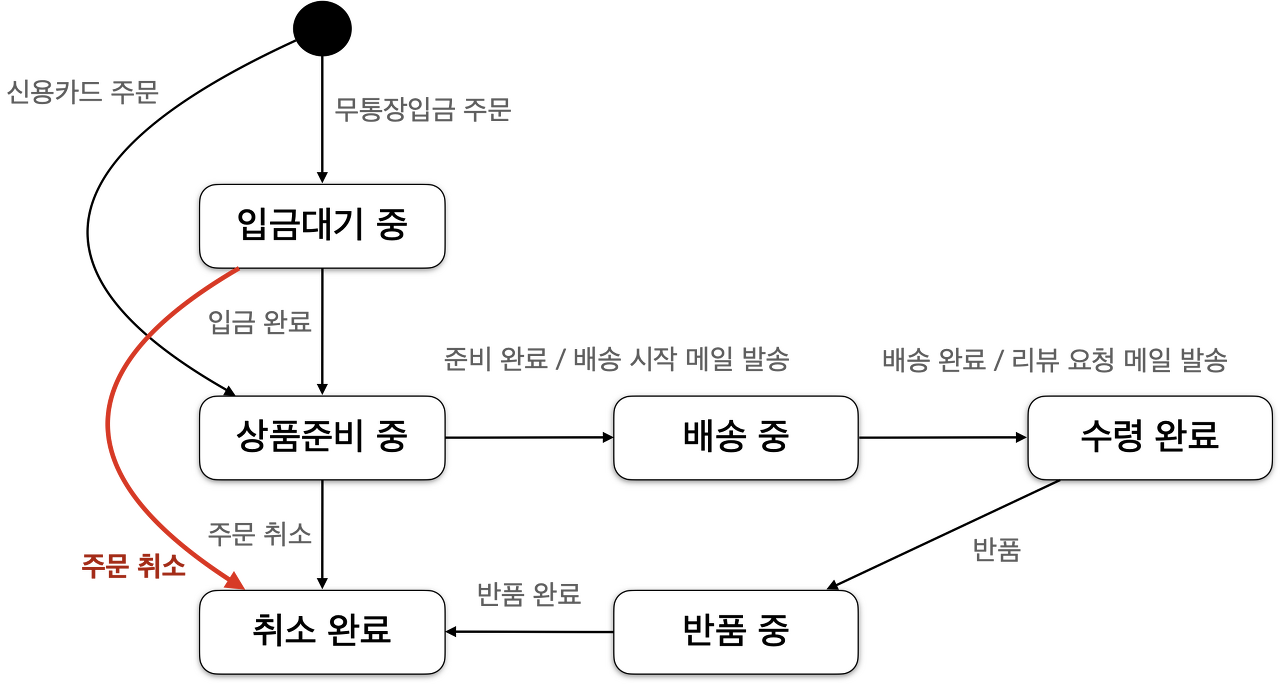 신용카드 주문
무통장입금 주문
입금대기 중
입금 완료
준비 완료 / 배송 시작 메일 발송
배송 완료 / 리뷰 요청 메일 발송
상품준비 중
배송 중
수령 완료
주문 취소
주문 취소
반품
반품 완료
취소 완료
반품 중